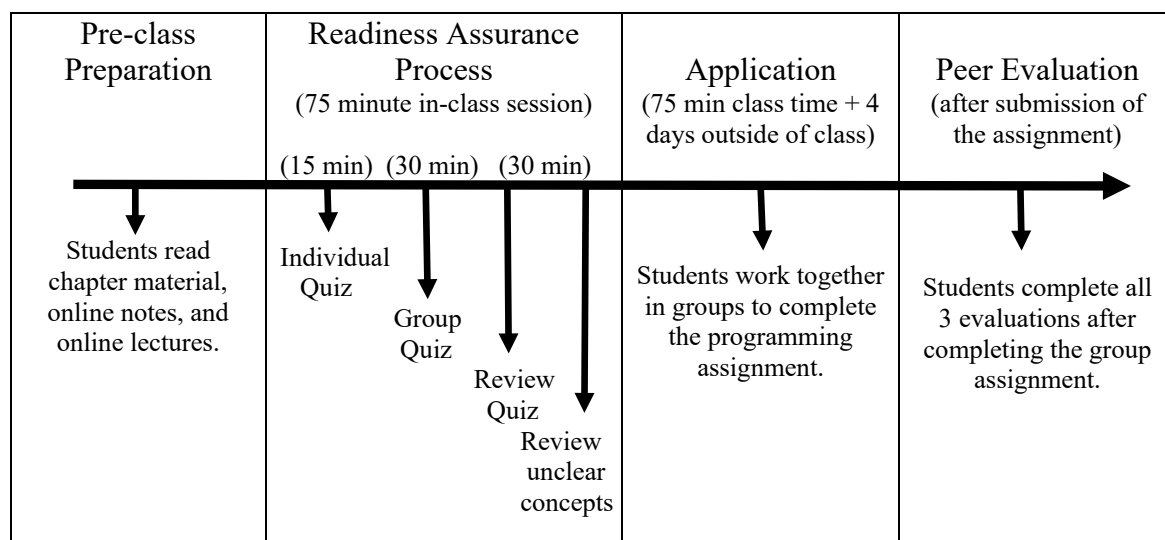 Pre-class
Preparation
Readiness Assurance
Process
(75 minute in-class session)
Application
(75 min class time + 4
days outside of class)
Peer Evaluation
(after submission of
the assignment)
(15 min) (30 min) (30 min)
Students read
chapter material,
online notes, and
online lectures.
Individual
Quiz
Group
Quiz
Review
Quiz
Review
unclear
concepts
Students work together
in groups to complete
the programming
assignment.
Students complete all
3 evaluations after
completing the group
assignment.